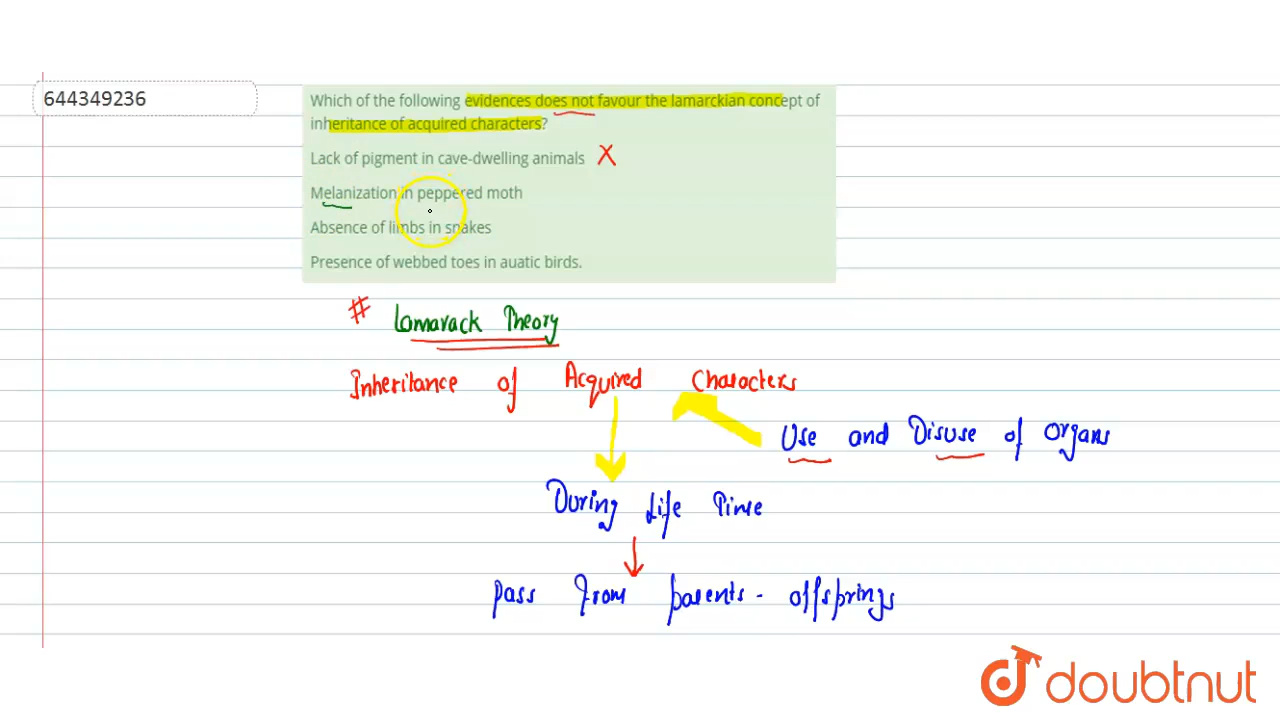 644349236
Which of the following evidences does not favour the lamarckian concept of
inheritance of acquired characters?
Lack of pigment in cave-dwelling animals X
Melanization in peppered moth
Absence of limbs in snakes
Presence of webbed toes in auatic birds.
# Lamarack Theory
Inheritance of Acquired Characters
Use and Disuse of Organs
During Life Time
Pass From parents - offsprings
doubtnut